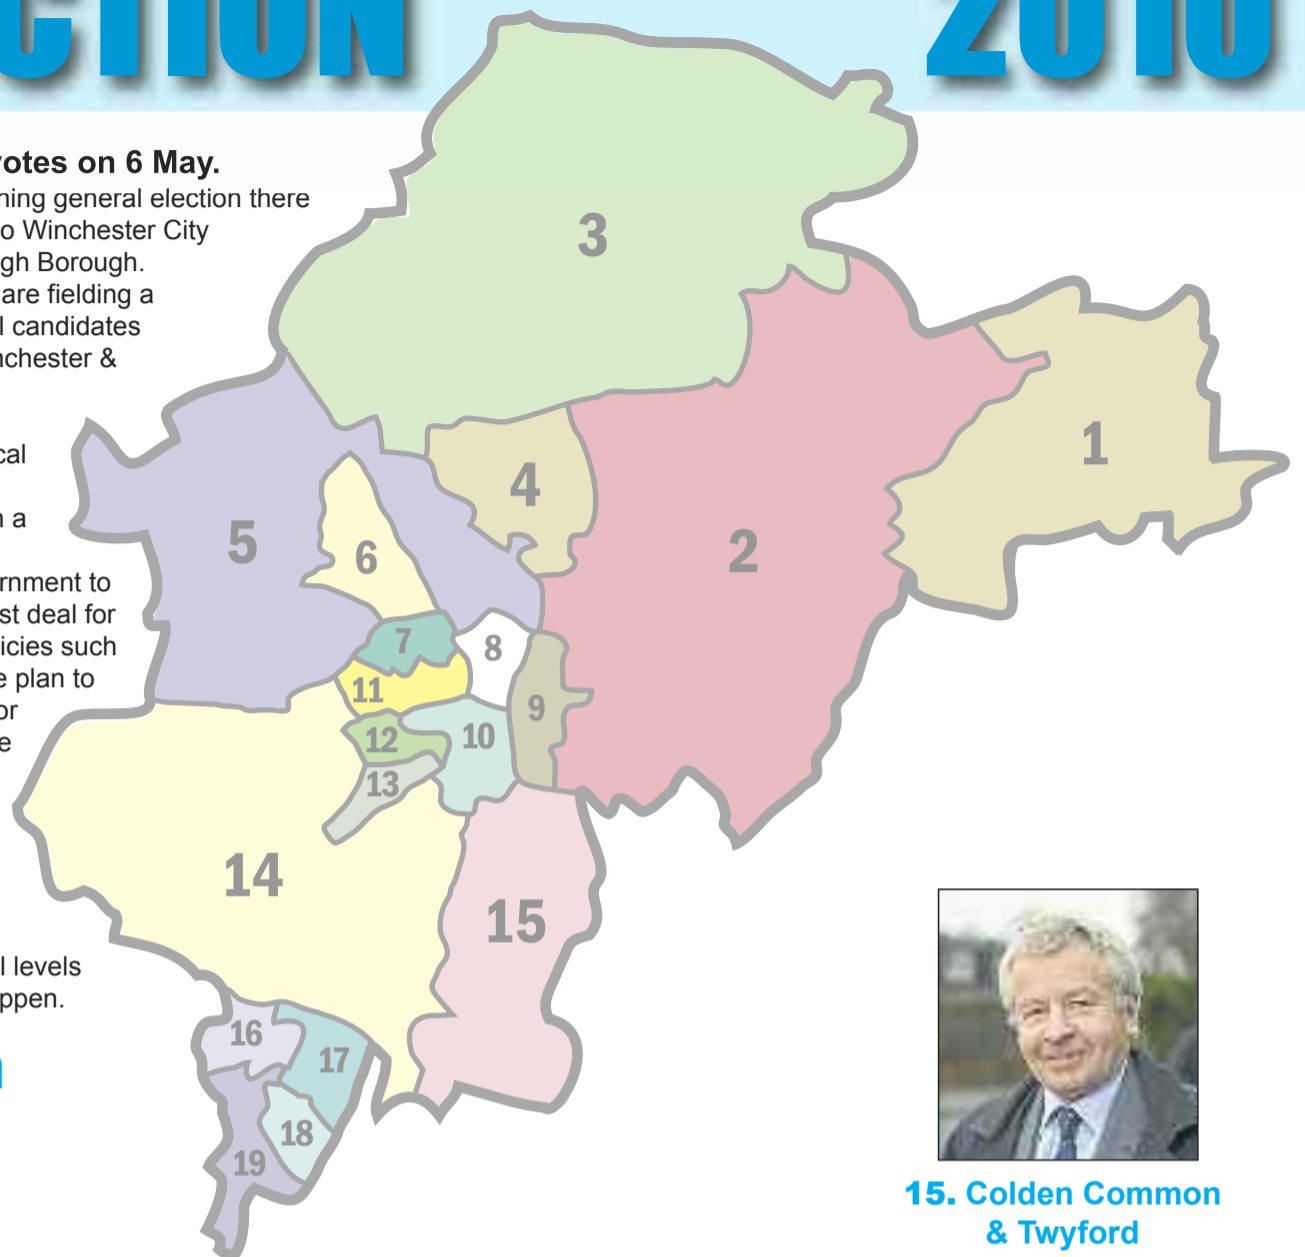 CTION 2010
votes on 6 May.
ning general election there
o Winchester City
gh Borough.
are fielding a
l candidates
nchester &
cal
n a
rnment to
st deal for
icies such
e plan to
or
e
l levels
ppen.
3
1
4
5
2
6
7
8
11
9
12
10
13
14
15
16
17
18
19
15. Colden Common
& Twyford